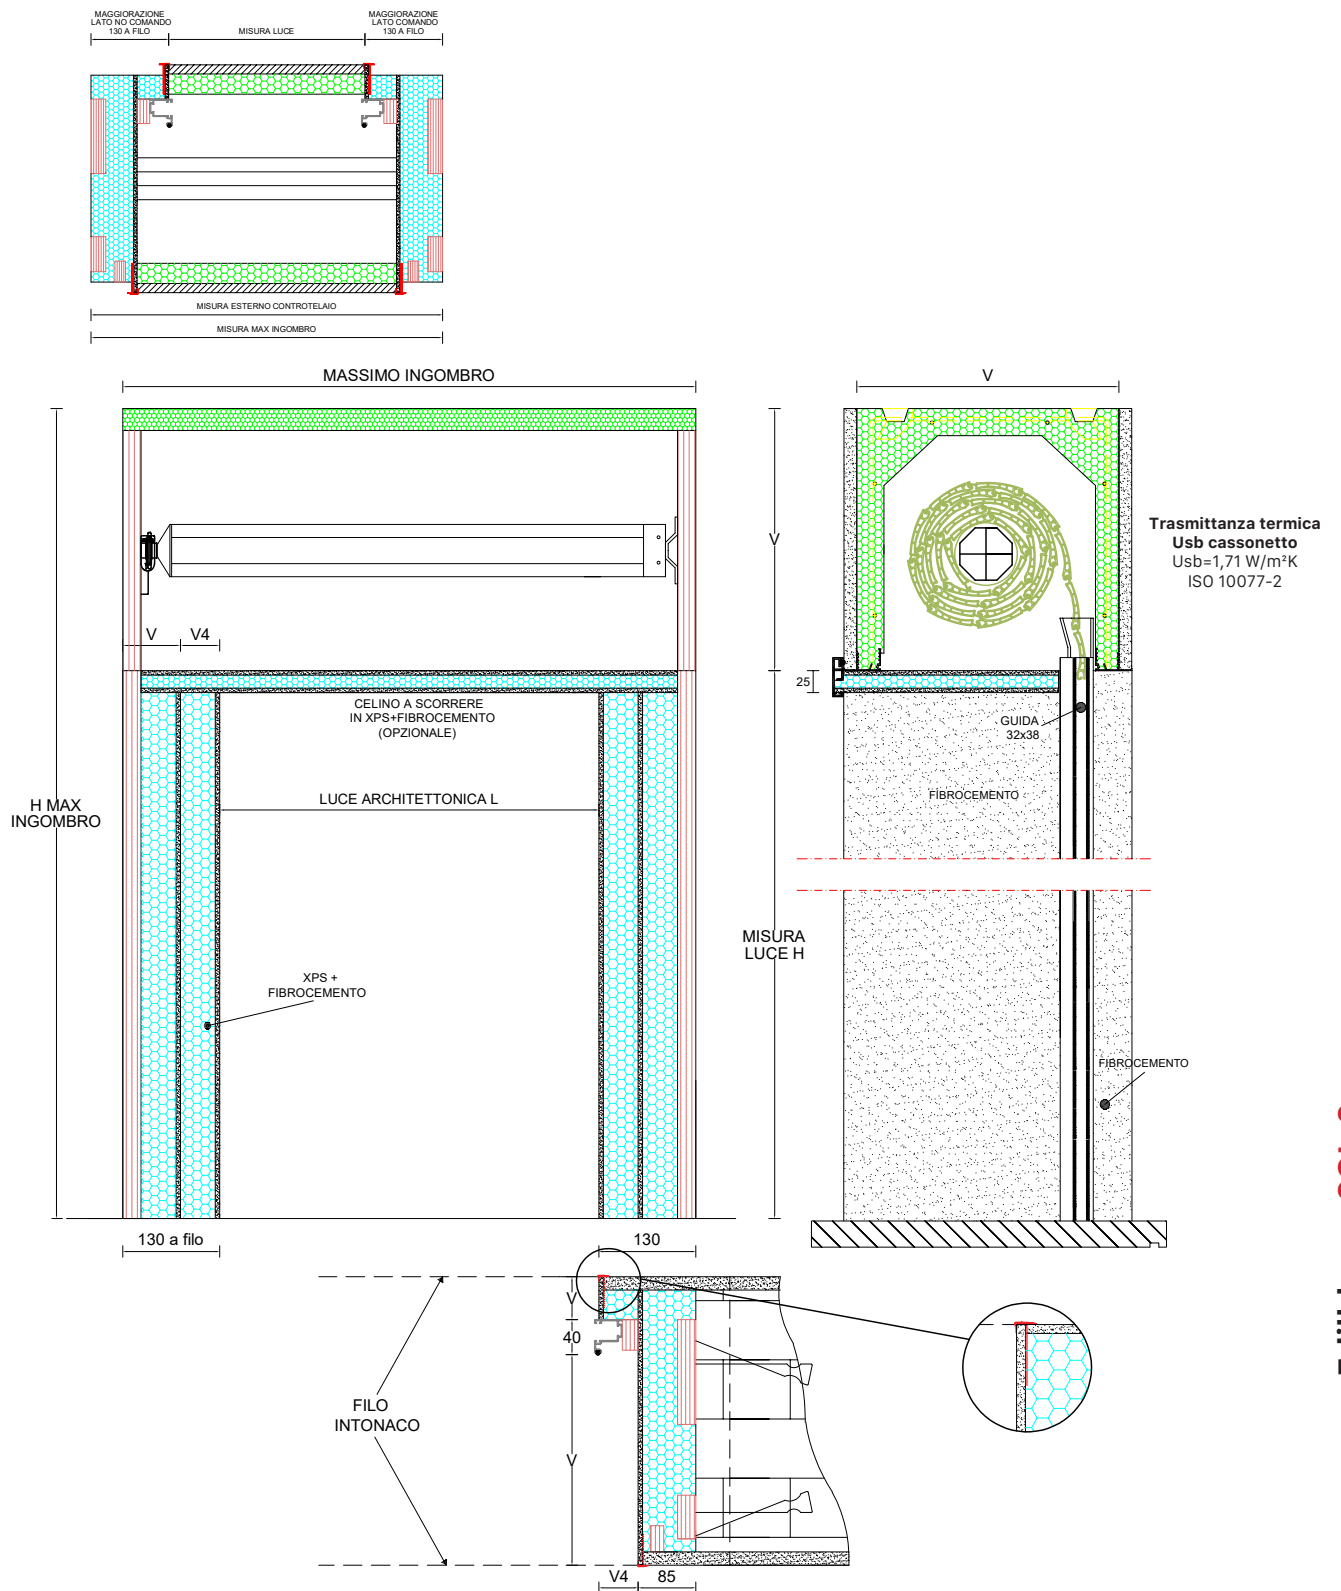 MAGGIORAZIONE
LATO NO COMANDO
130 A FILO
MISURA LUCE
MAGGIORAZIONE
LATO COMANDO
130 A FILO
MISURA ESTERNO CONTROTELAIO
MISURA MAX INGOMBRO
MASSIMO INGOMBRO
V
V
V
V4
Trasmittanza termica
Usb cassonetto
Usb=1,71 W/m²K
ISO 10077-2
25
CELINO A SCORRERE
IN XPS+FIBROCEMENTO
(OPZIONALE)
GUIDA
32x38
LUCE ARCHITETTONICA L
FIBROCEMENTO
H MAX
INGOMBRO
MISURA
LUCE H
XPS +
FIBROCEMENTO
FIBROCEMENTO
130 a filo
130
V
40
FILO
INTONACO
V
V4
85